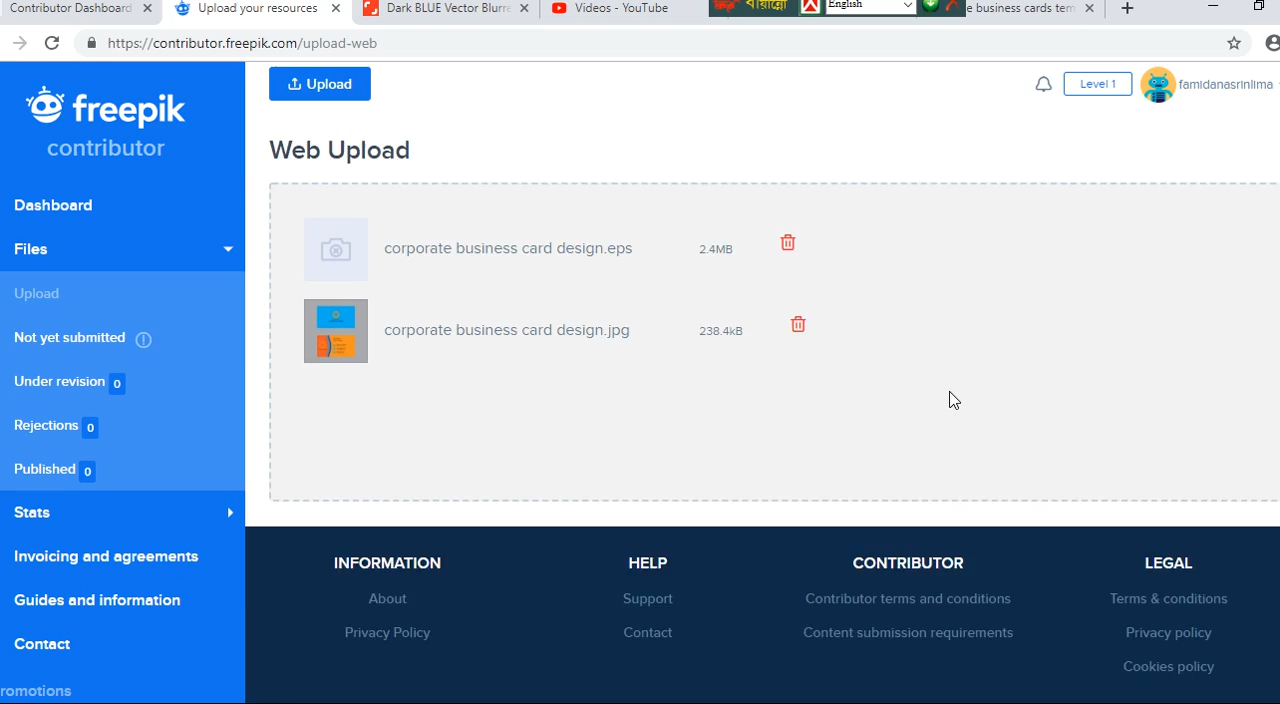 Contributor Dashboard
Upload your resources
Dark BLUE Vector Blurre
Videos - YouTube
English
e business cards tem
https://contributor.freepik.com/upload-web
freepik
contributor
Upload
Level 1
famidanasrinlima
Web Upload
Dashboard
Files
Upload
Not yet submitted
Under revision 0
Rejections 0
Published 0
Stats
Invoicing and agreements
Guides and information
Contact
romotions
corporate business card design.eps 2.4MB
corporate business card design.jpg 238.4kB
INFORMATION
About
Privacy Policy
HELP
Support
Contact
CONTRIBUTOR
Contributor terms and conditions
Content submission requirements
LEGAL
Terms & conditions
Privacy policy
Cookies policy